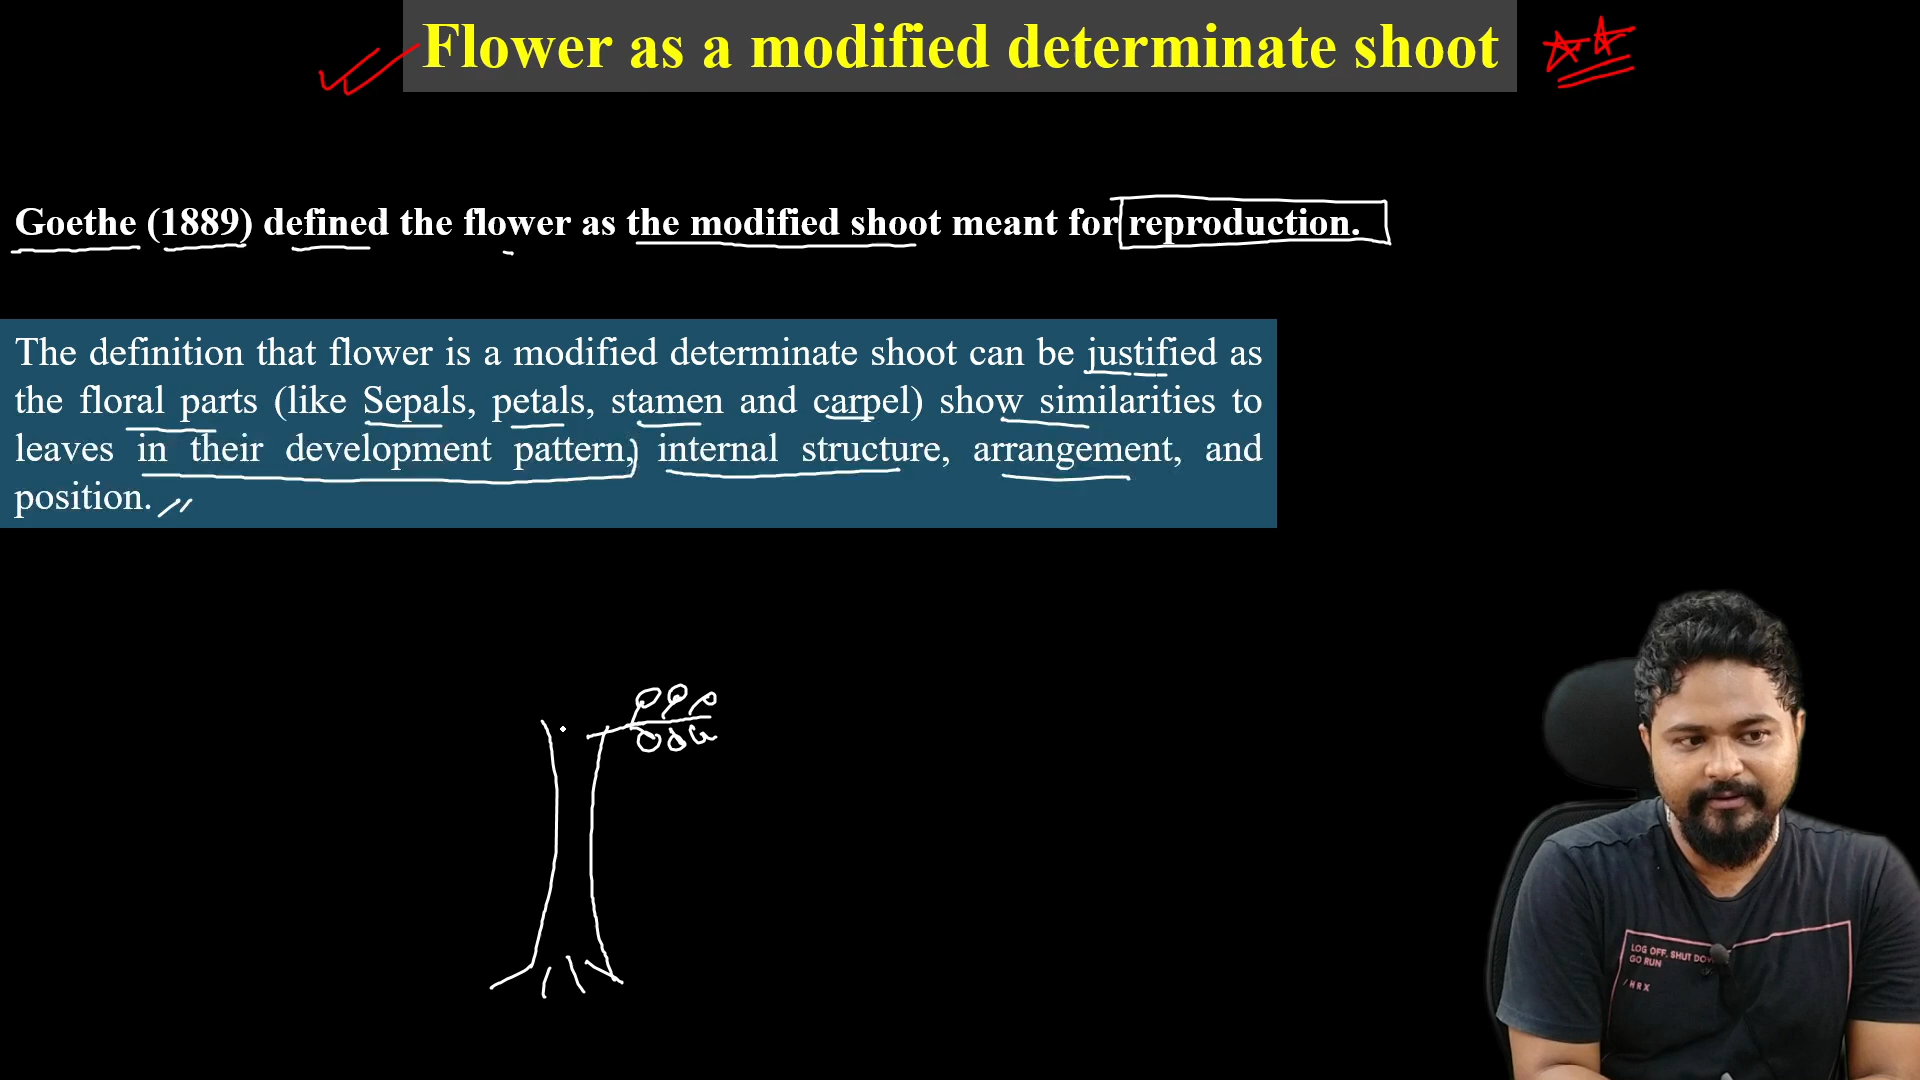 Flower as a modified determinate shoot
Goethe (1889) defined the flower as the modified shoot meant for reproduction.
The definition that flower is a modified determinate shoot can be justified as
the floral parts (like Sepals, petals, stamen and carpel) show similarities to
leaves in their development pattern, internal structure, arrangement, and
position.
LOG OFF. SHUT DOW
GO RUN
/HRX